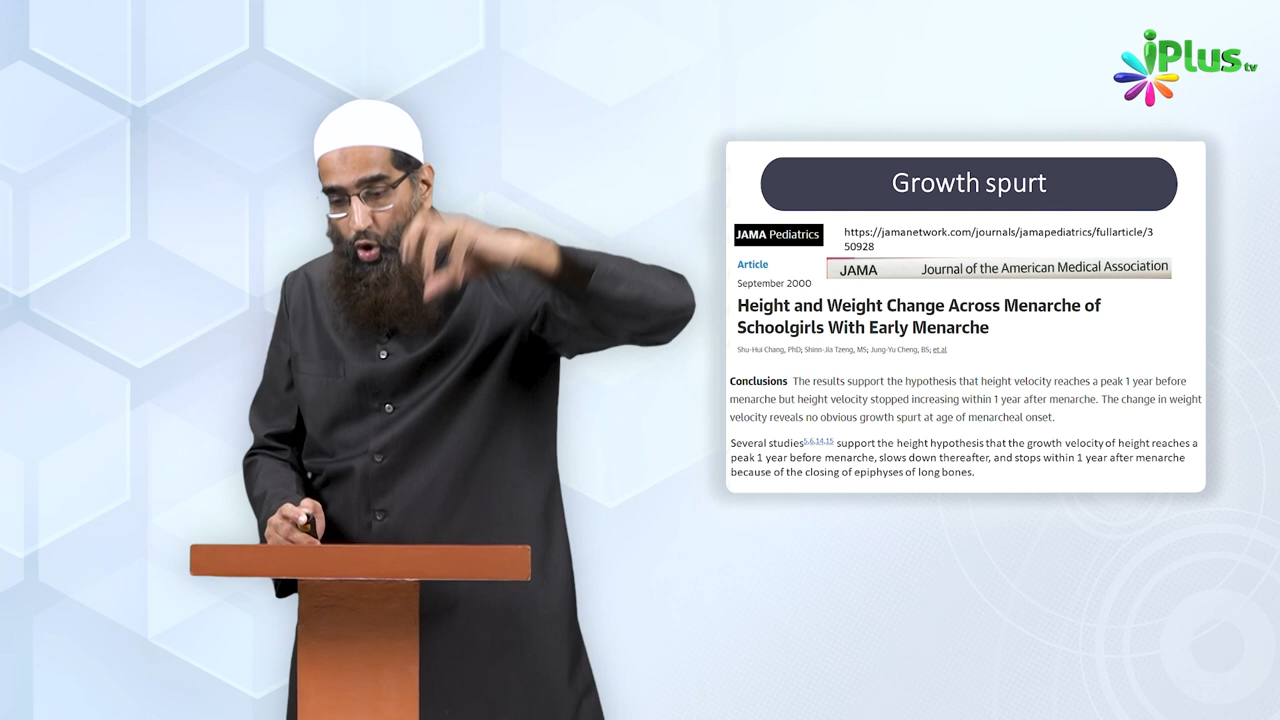 iPlus tv
Growth spurt
JAMA Pediatrics
https://jamanetwork.com/journals/jamapediatrics/fullarticle/3
50928
Article
JAMA Journal of the American Medical Association
September 2000
Height and Weight Change Across Menarche of
Schoolgirls With Early Menarche
Shu-Hui Chang, PhD; Shinn-Jia Tzeng, MS; Jung-Yu Cheng, BS; et al
Conclusions The results support the hypothesis that height velocity reaches a peak 1 year before
menarche but height velocity stopped increasing within 1 year after menarche. The change in weight
velocity reveals no obvious growth spurt at age of menarcheal onset.
Several studies5,6,14,15 support the height hypothesis that the growth velocity of height reaches a
peak 1 year before menarche, slows down thereafter, and stops within 1 year after menarche
because of the closing of epiphyses of long bones.